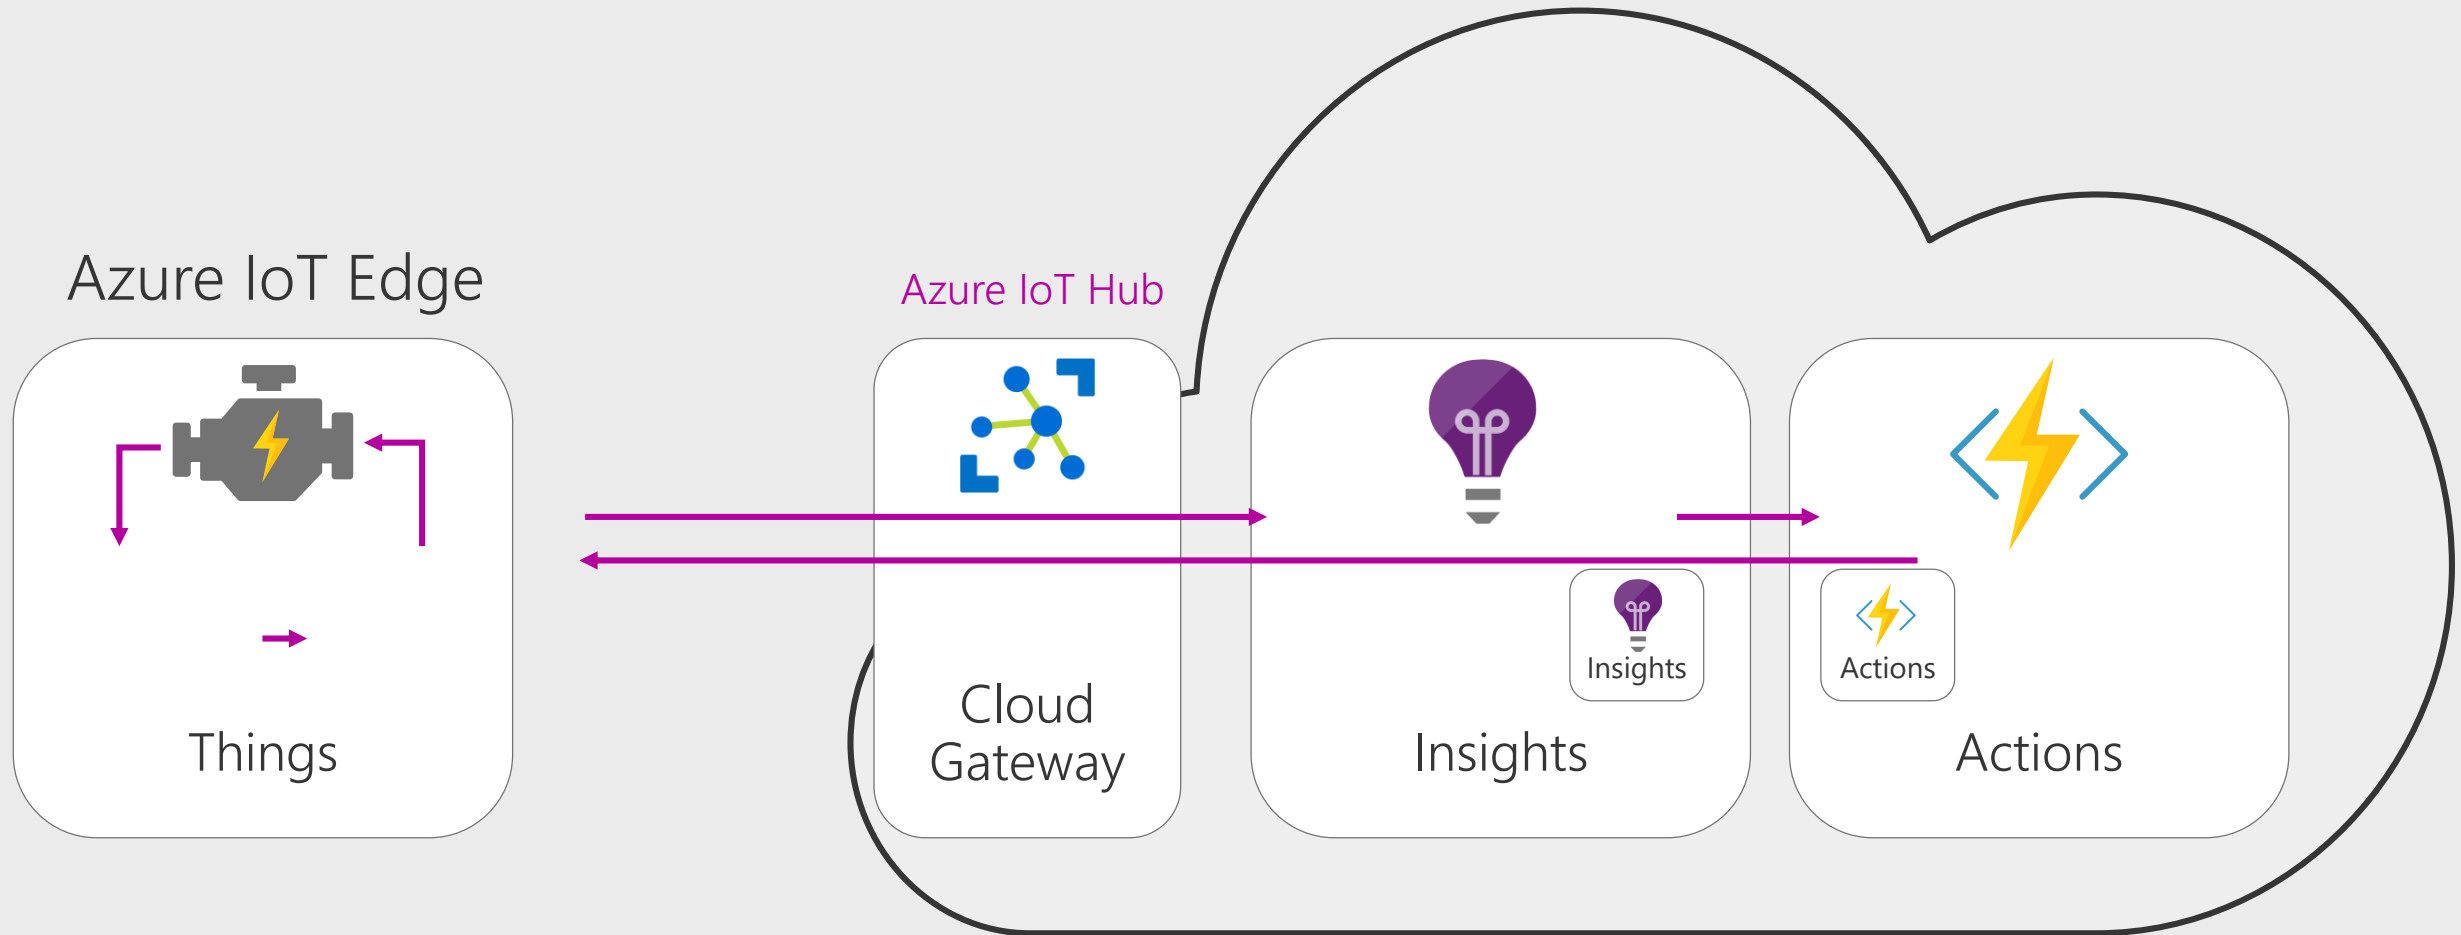 Azure IoT Edge
Azure IoT Hub
Insights
Actions
Cloud
Gateway
Things
Insights
Actions